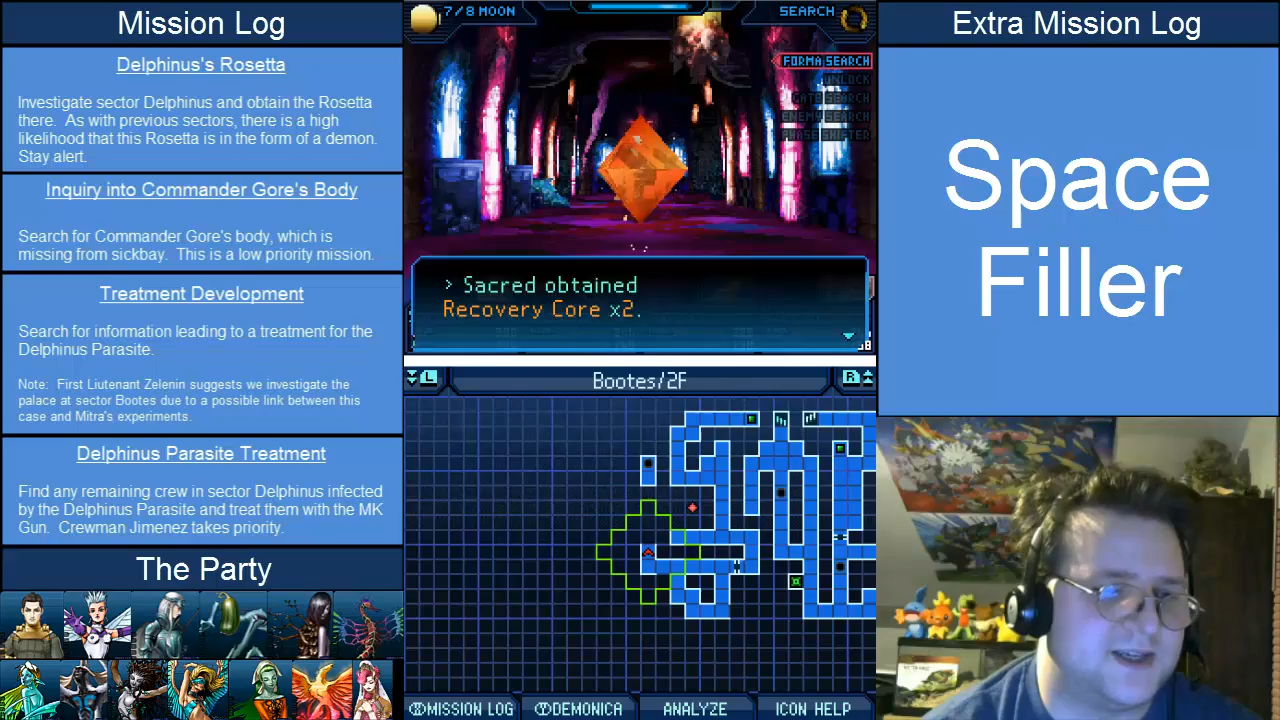 Mission Log
Delphinus's Rosetta
Investigate sector Delphinus and obtain the Rosetta
there. As with previous sectors, there is a high
likelihood that this Rosetta is in the form of a demon.
Stay alert.
Inquiry into Commander Gore's Body
Search for Commander Gore's body, which is
missing from sickbay. This is a low priority mission.
Treatment Development
Search for information leading to a treatment for the
Delphinus Parasite.
Note: First Liutenant Zelenin suggests we investigate the
palace at sector Bootes due to a possible link between this
case and Mitra's experiments.
Delphinus Parasite Treatment
Find any remaining crew in sector Delphinus infected
by the Delphinus Parasite and treat them with the MK
Gun. Crewman Jimenez takes priority.
The Party
7/8 MOON
SEARCH
FORMA SEARCH
UNLOCK
GATE SEARCH
ENEMY SEARCH
PHASE SHIFTER
> Sacred obtained
Recovery Core x2.
L
Bootes/2F
R
MISSION LOG
DEMONICA
ANALYZE
ICON HELP
Extra Mission Log
Space
Filler